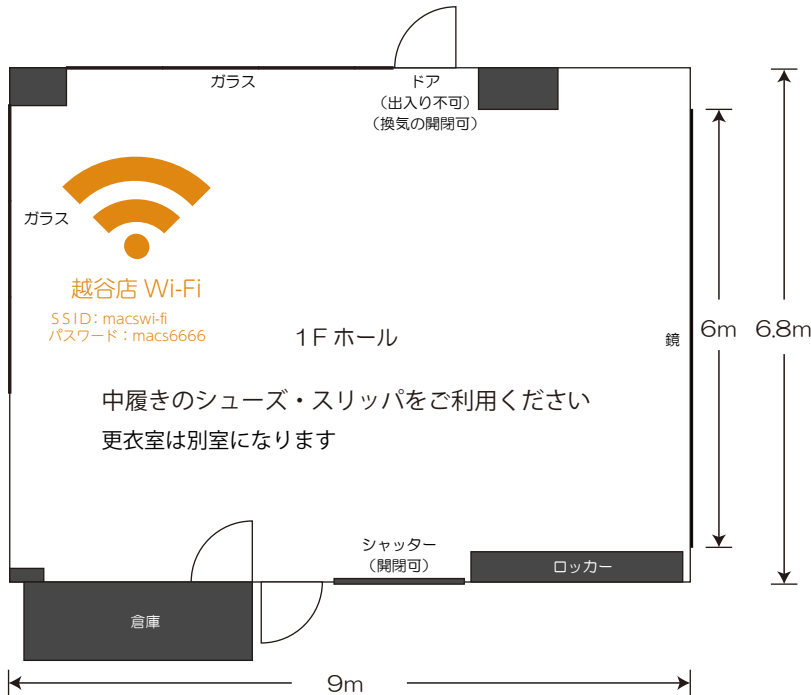 ガラス
ドア
（出入り不可）
（換気の開閉可）
ガラス
越谷店 Wi-Fi
SSID：macswi-fi
パスワード：macs6666
1F ホール
鏡
6m
6.8m
中履きのシューズ・スリッパをご利用ください
更衣室は別室になります
シャッター
（開閉可）
ロッカー
倉庫
9m